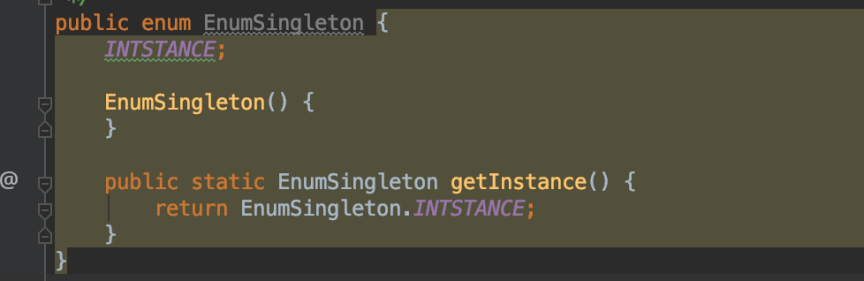 */
public enum EnumSingleton {
INTSTANCE;
EnumSingleton() {
}
@ public static EnumSingleton getInstance() {
return EnumSingleton.INTSTANCE;
}
}